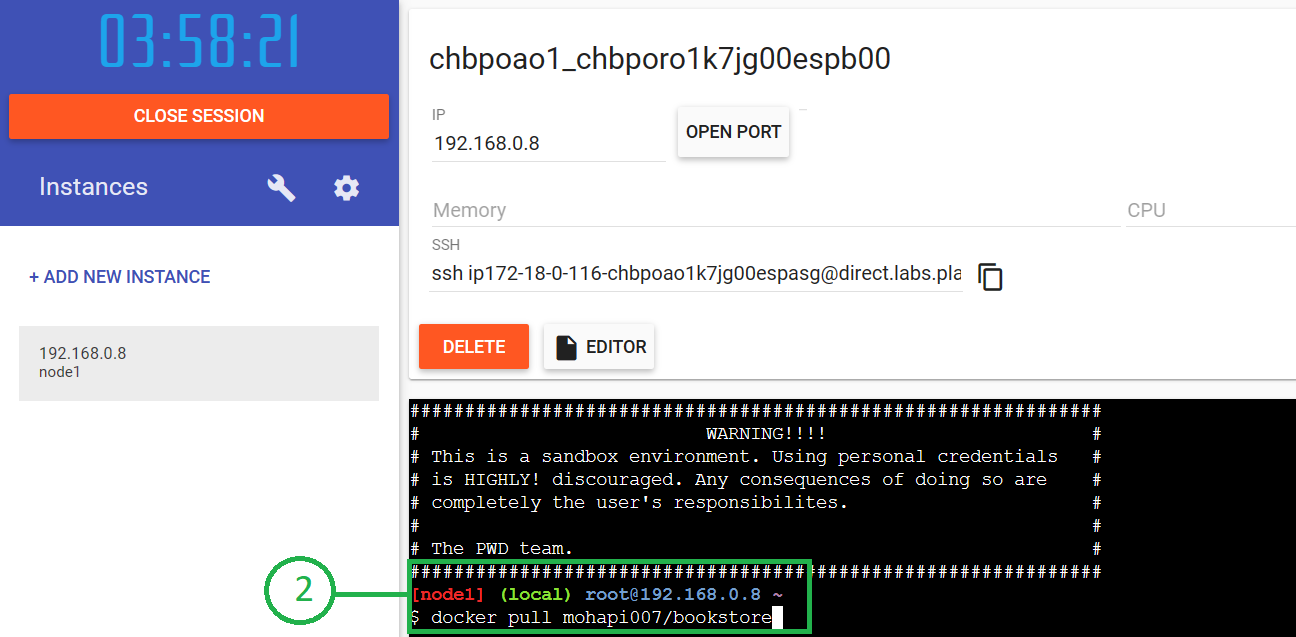 03:58:21
CLOSE SESSION
Instances
+ ADD NEW INSTANCE
192.168.0.8
node1
chbpoao1_chbporo1k7jg00espb00
IP
192.168.0.8
OPEN PORT
Memory
CPU
SSH
ssh ip172-18-0-116-chbpoao1k7jg00espasg@direct.labs.pla
DELETE
EDITOR
###############################################################
# WARNING!!!! #
# This is a sandbox environment. Using personal credentials #
# is HIGHLY! discouraged. Any consequences of doing so are #
# completely the user's responsibilites. #
# #
# The PWD team. #
###############################################################
[node1] (local) root@192.168.0.8 ~
$ docker pull mohapi007/bookstore
2